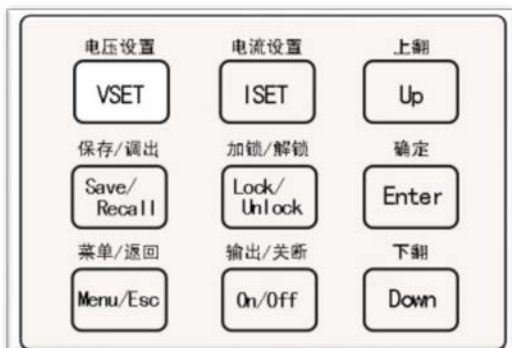 电压设置 电流设置 上翻
VSET ISET Up
保存/调出 加锁/解锁 确定
Save/ Lock/ Enter
Recall Unlock
菜单/返回 输出/关断 下翻
Menu/Esc On/Off Down